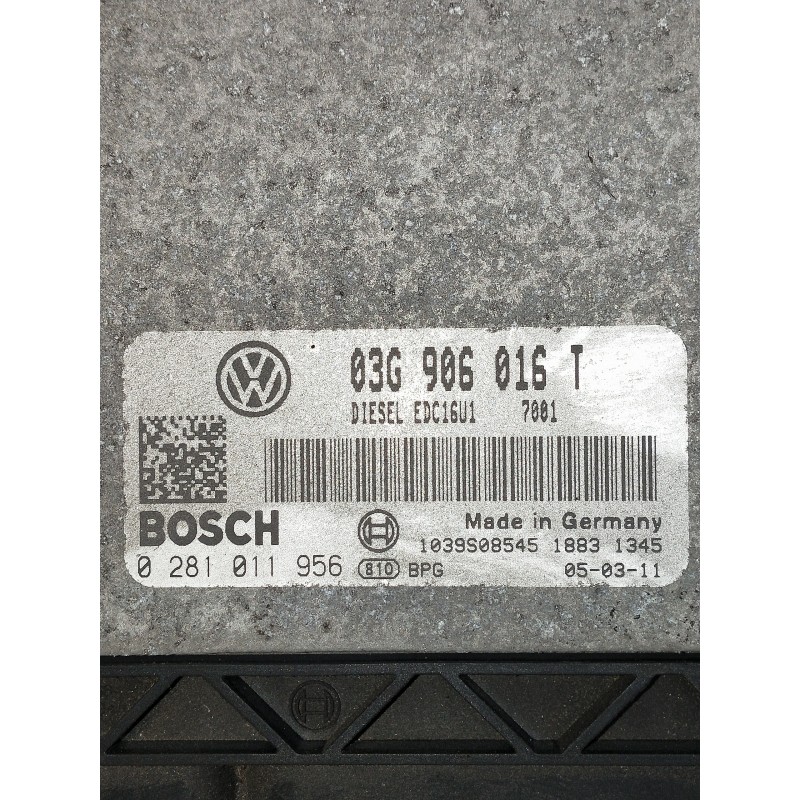 VW
03G 906 016 T
DIESEL EDC16U1 7001
BOSCH
Made in Germany
1039S08545 1883 1345
0 281 011 956
810 BPG 05-03-11